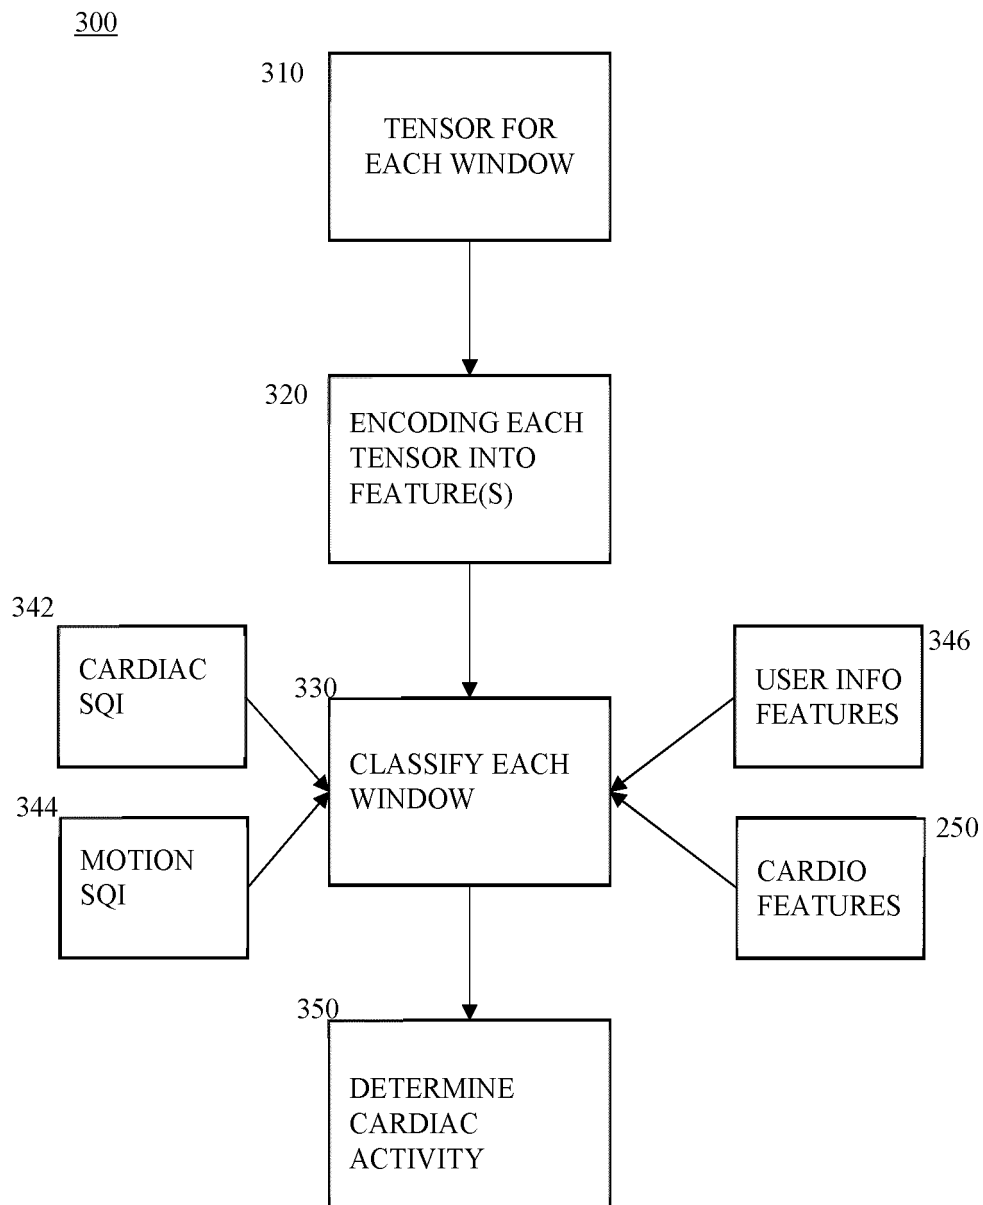 300
310
TENSOR FOR
EACH WINDOW
320
ENCODING EACH
TENSOR INTO
FEATURE(S)
342
CARDIAC
SQI
344
MOTION
SQI
330
CLASSIFY EACH
WINDOW
346
USER INFO
FEATURES
250
CARDIO
FEATURES
350
DETERMINE
CARDIAC
ACTIVITY